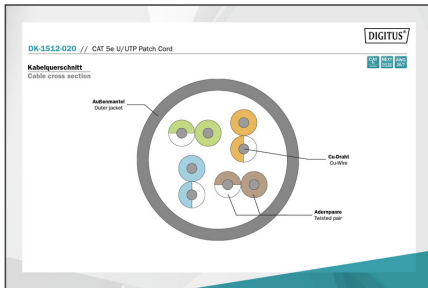 DIGITUS®
DK-1512-020 // CAT 5e U/UTP Patch Cord
Kabelquerschnitt
Cable cross section
Außenmantel
Outer jacket
Cu-Draht
Cu-Wire
Adernpaare
Twisted pair